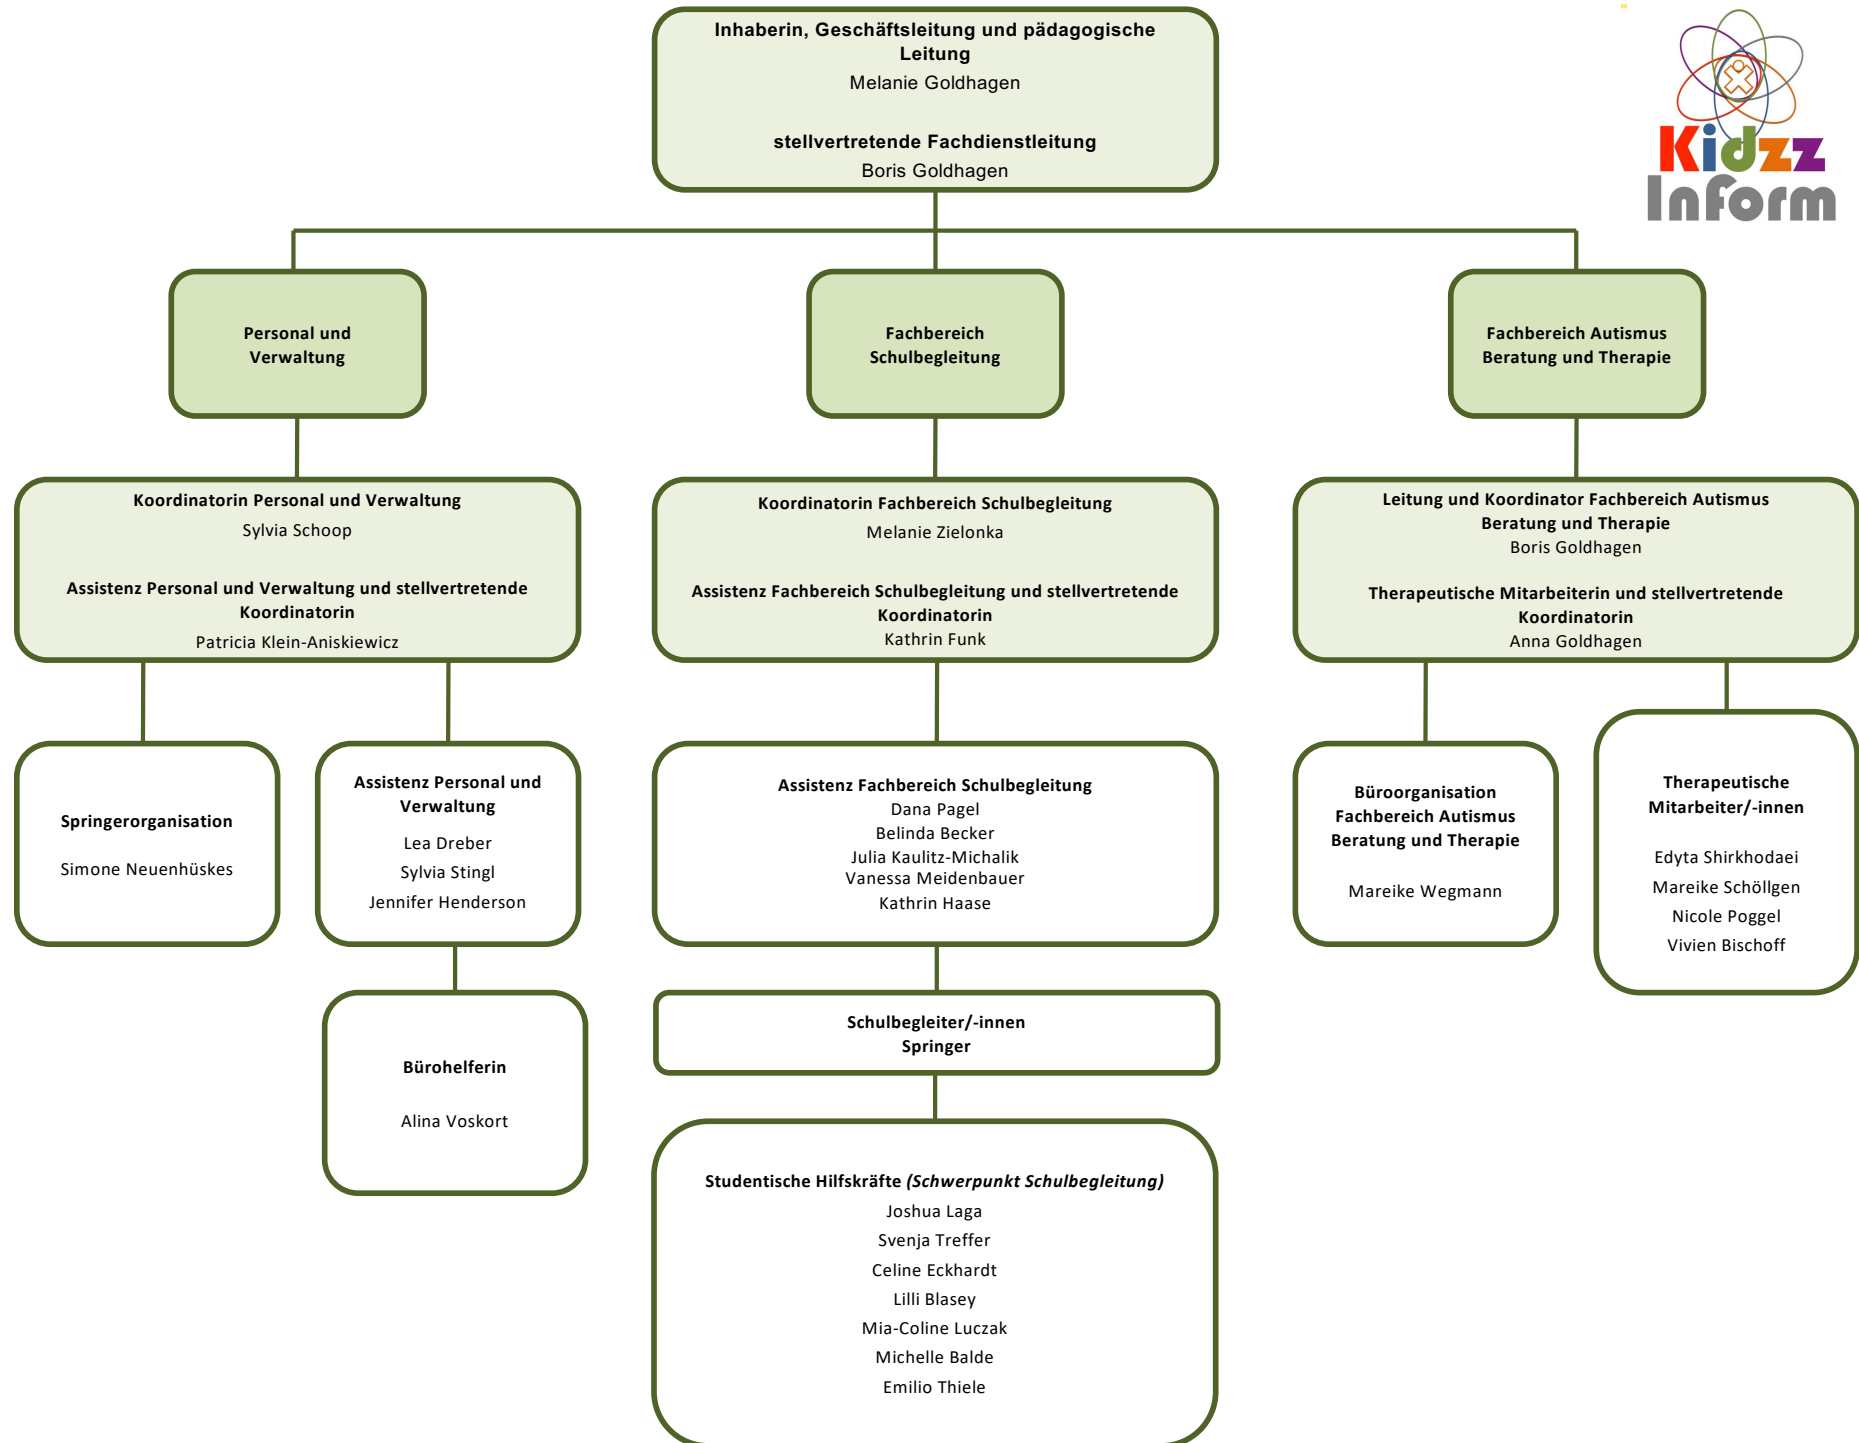 Inhaberin, Geschäftsleitung und pädagogische
Leitung
Melanie Goldhagen
stellvertretende Fachdienstleitung
Boris Goldhagen
Kidzz
Inform
Personal und
Verwaltung
Fachbereich
Schulbegleitung
Fachbereich Autismus
Beratung und Therapie
Koordinatorin Personal und Verwaltung
Sylvia Schoop
Assistenz Personal und Verwaltung und stellvertretende
Koordinatorin
Patricia Klein-Aniskiewicz
Koordinatorin Fachbereich Schulbegleitung
Melanie Zielonka
Assistenz Fachbereich Schulbegleitung und stellvertretende
Koordinatorin
Kathrin Funk
Leitung und Koordinator Fachbereich Autismus
Beratung und Therapie
Boris Goldhagen
Therapeutische Mitarbeiterin und stellvertretende
Koordinatorin
Anna Goldhagen
Springerorganisation
Simone Neuenhüskes
Assistenz Personal und
Verwaltung
Lea Dreber
Sylvia Stingl
Jennifer Henderson
Assistenz Fachbereich Schulbegleitung
Dana Pagel
Belinda Becker
Julia Kaulitz-Michalik
Vanessa Meidenbauer
Kathrin Haase
Büroorganisation
Fachbereich Autismus
Beratung und Therapie
Mareike Wegmann
Therapeutische
Mitarbeiter/-innen
Edyta Shirkhodaei
Mareike Schöllgen
Nicole Poggel
Vivien Bischoff
Bürohelferin
Alina Voskort
Schulbegleiter/-innen
Springer
Studentische Hilfskräfte (Schwerpunkt Schulbegleitung)
Joshua Laga
Svenja Treffer
Celine Eckhardt
Lilli Blasey
Mia-Coline Luczak
Michelle Balde
Emilio Thiele